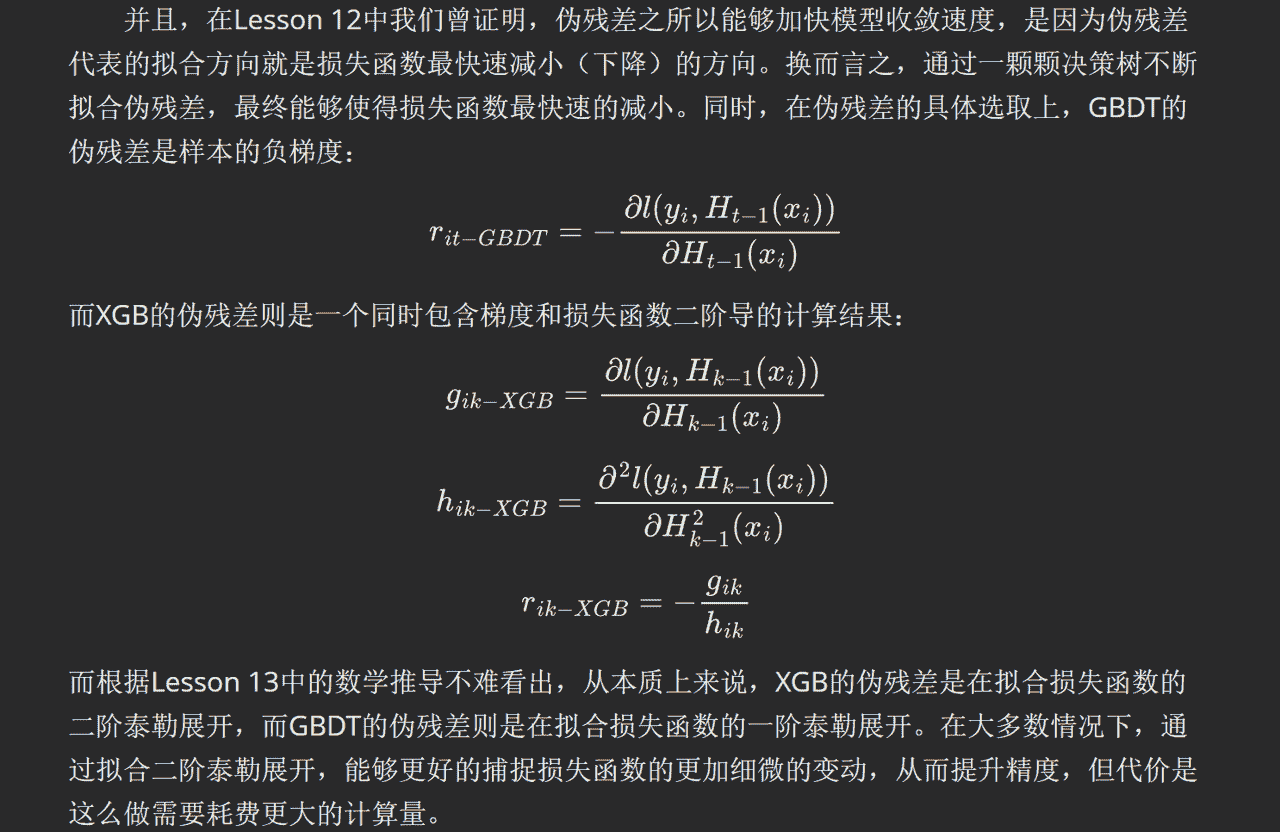 并且，在Lesson 12中我们曾证明，伪残差之所以能够加快模型收敛速度，是因为伪残差
代表的拟合方向就是损失函数最快速减小（下降）的方向。换而言之，通过一颗颗决策树不断
拟合伪残差，最终能够使得损失函数最快速的减小。同时，在伪残差的具体选取上，GBDT的
伪残差是样本的负梯度：
$r_{it-GBDT} = -\frac{\partial l(y_i, H_{t-1}(x_i))}{\partial H_{t-1}(x_i)}$
而XGB的伪残差则是一个同时包含梯度和损失函数二阶导的计算结果：
$g_{ik-XGB} = \frac{\partial l(y_i, H_{k-1}(x_i))}{\partial H_{k-1}(x_i)}$
$h_{ik-XGB} = \frac{\partial^2 l(y_i, H_{k-1}(x_i))}{\partial H_{k-1}^2(x_i)}$
$r_{ik-XGB} = -\frac{g_{ik}}{h_{ik}}$
而根据Lesson 13中的数学推导不难看出，从本质上来说，XGB的伪残差是在拟合损失函数的
二阶泰勒展开，而GBDT的伪残差则是在拟合损失函数的一阶泰勒展开。在大多数情况下，通
过拟合二阶泰勒展开，能够更好的捕捉损失函数的更加细微的变动，从而提升精度，但代价是
这么做需要耗费更大的计算量。